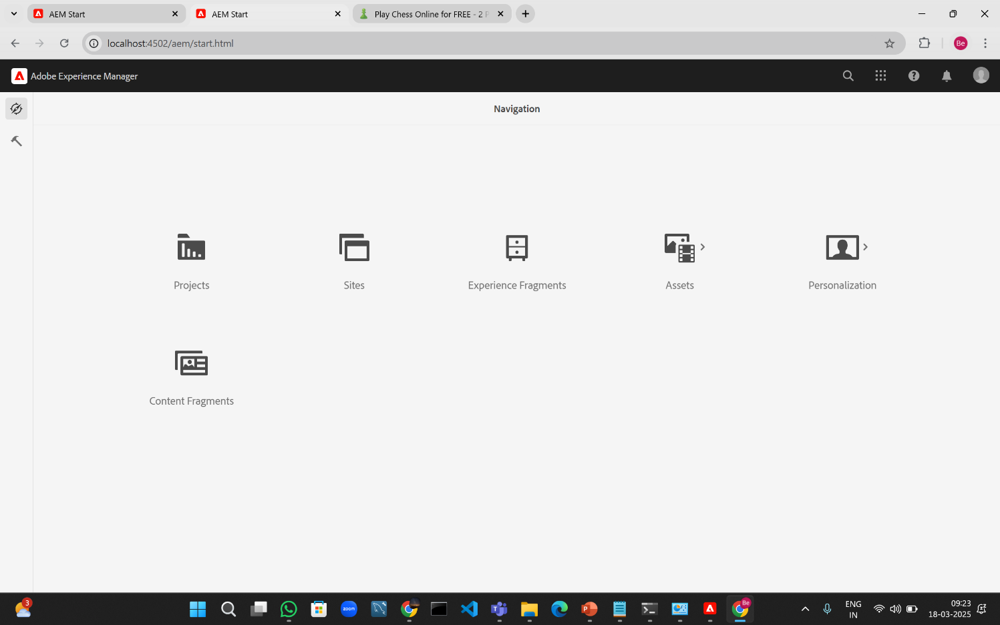 AEM Start
AEM Start
Play Chess Online for FREE - 2 P
localhost:4502/aem/start.html
Be
Adobe Experience Manager
Navigation
Projects
Sites
Experience Fragments
Assets
Personalization
Content Fragments
3
zoom
Be
ENG
IN
09:23
18-03-2025